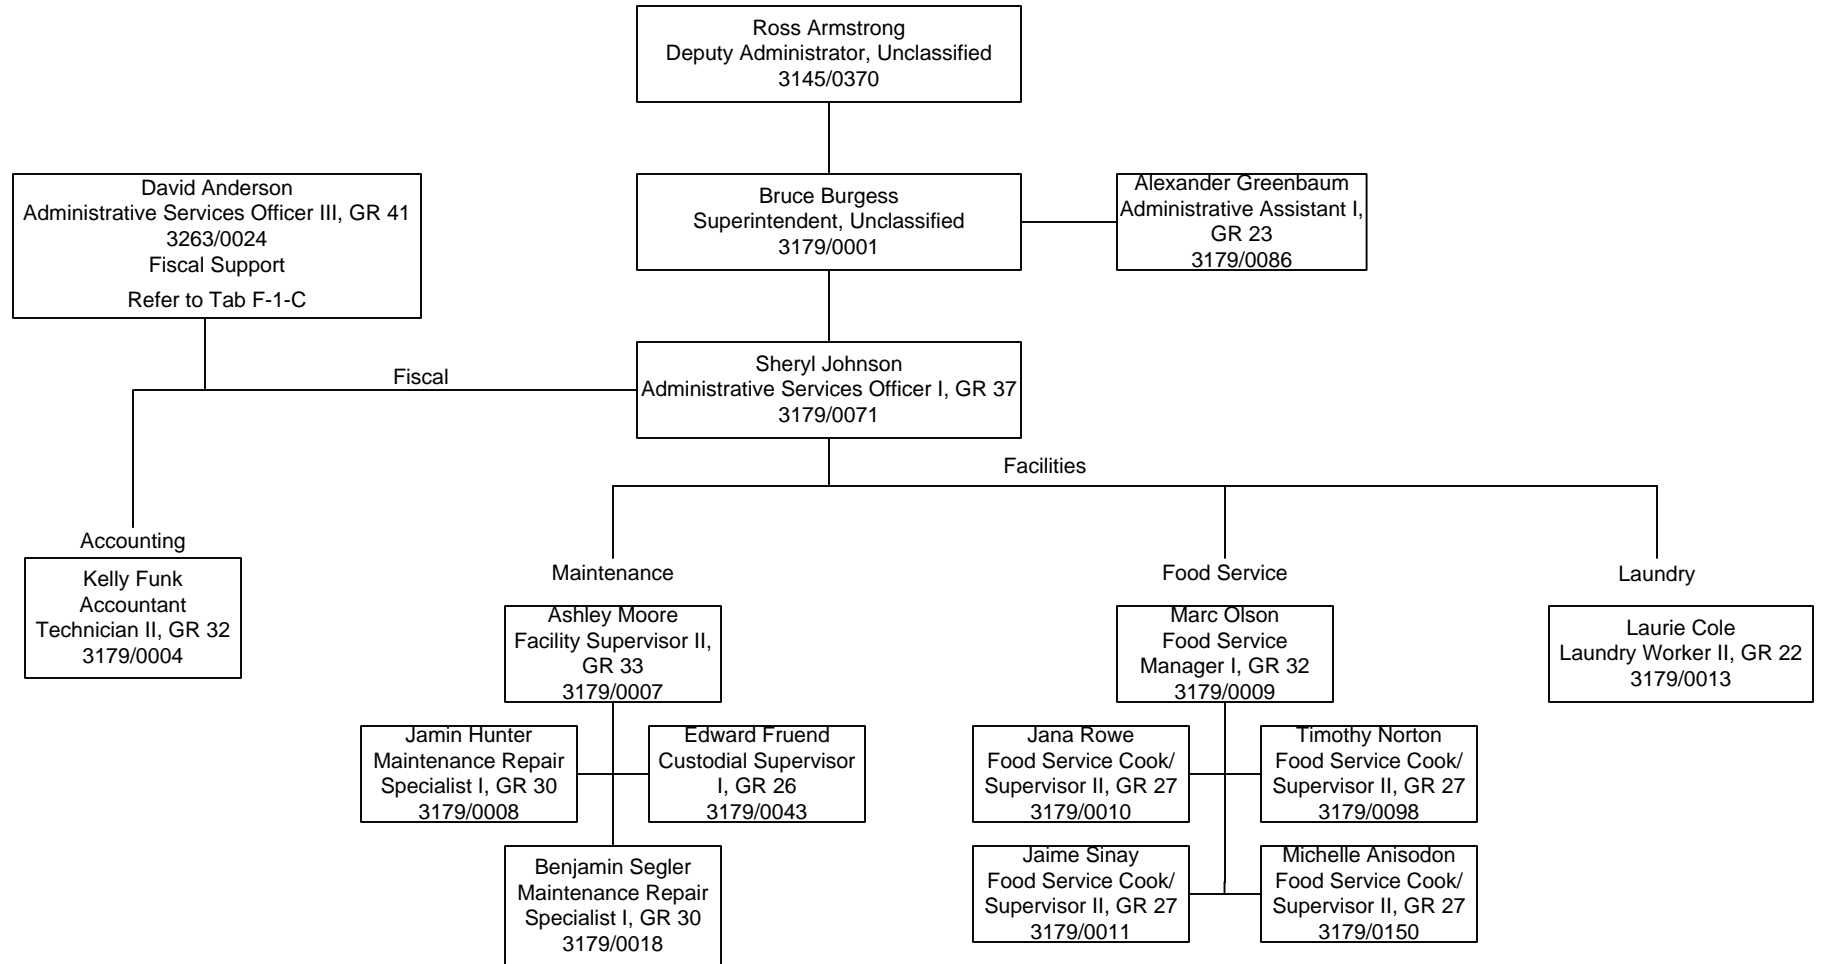 Ross Armstrong
Deputy Administrator, Unclassified
3145/0370
David Anderson
Administrative Services Officer III, GR 41
3263/0024
Fiscal Support
Refer to Tab F-1-C
Bruce Burgess
Superintendent, Unclassified
3179/0001
Alexander Greenbaum
Administrative Assistant I,
GR 23
3179/0086
Fiscal
Sheryl Johnson
Administrative Services Officer I, GR 37
3179/0071
Facilities
Accounting
Kelly Funk
Accountant
Technician II, GR 32
3179/0004
Maintenance
Ashley Moore
Facility Supervisor II,
GR 33
3179/0007
Jamin Hunter
Maintenance Repair
Specialist I, GR 30
3179/0008
Edward Fruend
Custodial Supervisor
I, GR 26
3179/0043
Benjamin Segler
Maintenance Repair
Specialist I, GR 30
3179/0018
Food Service
Marc Olson
Food Service
Manager I, GR 32
3179/0009
Jana Rowe
Food Service Cook/
Supervisor II, GR 27
3179/0010
Timothy Norton
Food Service Cook/
Supervisor II, GR 27
3179/0098
Jaime Sinay
Food Service Cook/
Supervisor II, GR 27
3179/0011
Michelle Anisodon
Food Service Cook/
Supervisor II, GR 27
3179/0150
Laundry
Laurie Cole
Laundry Worker II, GR 22
3179/0013